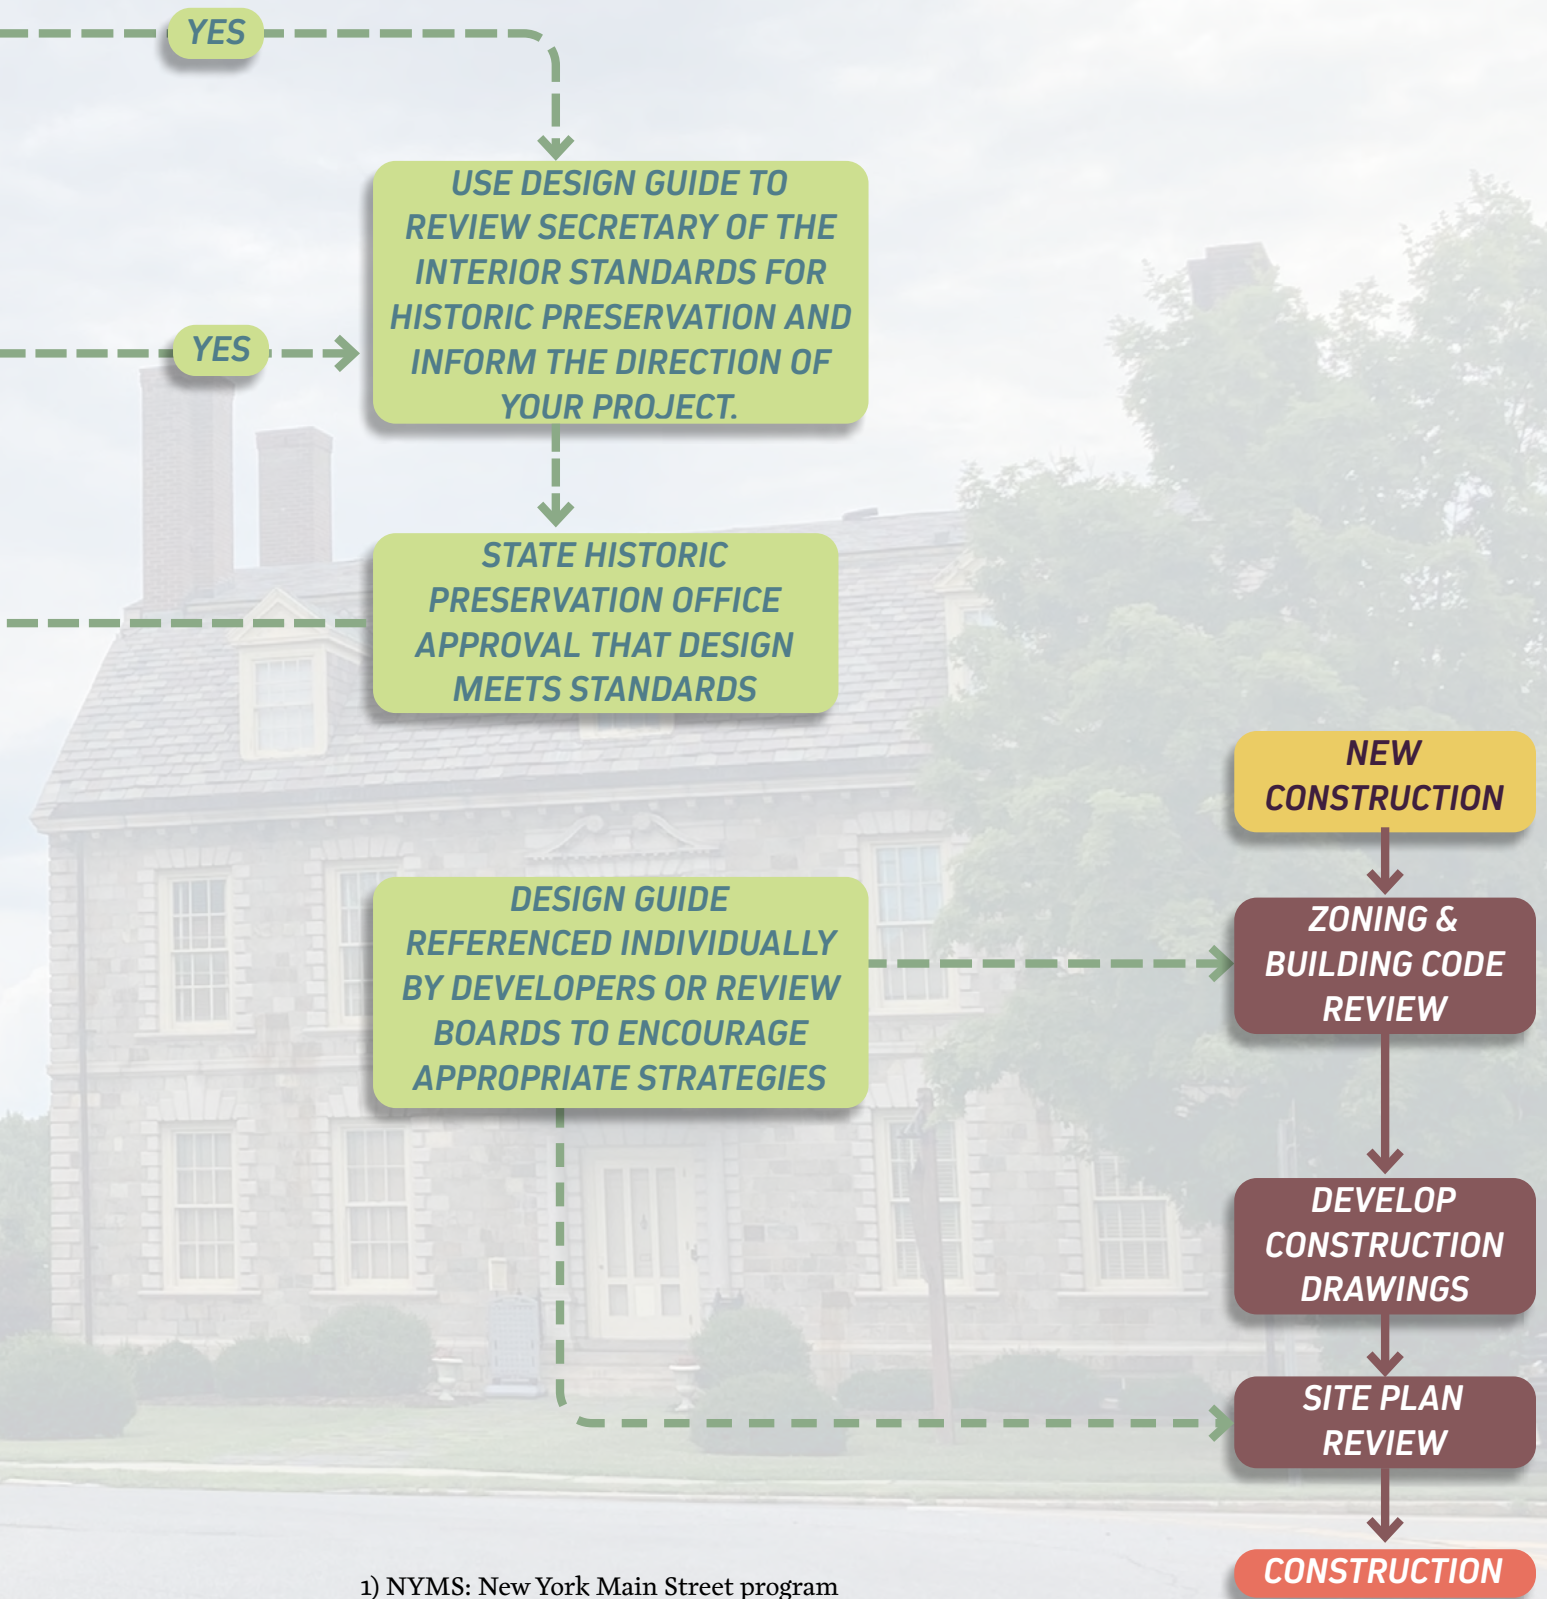 YES
USE DESIGN GUIDE TO
REVIEW SECRETARY OF THE
INTERIOR STANDARDS FOR
HISTORIC PRESERVATION AND
INFORM THE DIRECTION OF
YOUR PROJECT.
YES
STATE HISTORIC
PRESERVATION OFFICE
APPROVAL THAT DESIGN
MEETS STANDARDS
NEW
CONSTRUCTION
DESIGN GUIDE
REFERENCED INDIVIDUALLY
BY DEVELOPERS OR REVIEW
BOARDS TO ENCOURAGE
APPROPRIATE STRATEGIES
ZONING &
BUILDING CODE
REVIEW
DEVELOP
CONSTRUCTION
DRAWINGS
SITE PLAN
REVIEW
CONSTRUCTION
1) NYMS: New York Main Street program